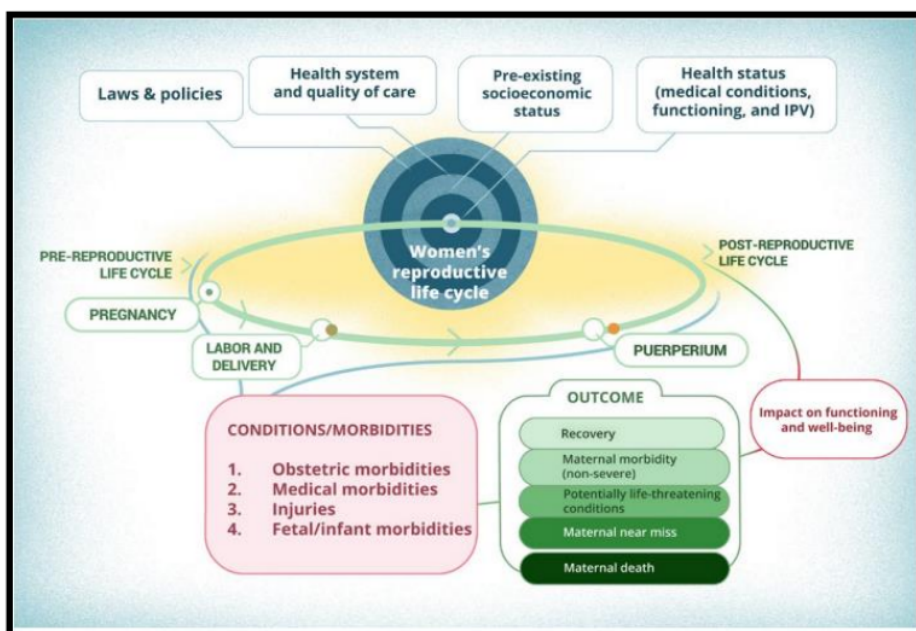 Laws & policies
Health system
and quality of care
Pre-existing
socioeconomic
status
Health status
(medical conditions,
functioning, and IPV)
Women's
reproductive
life cycle
PRE-REPRODUCTIVE
LIFE CYCLE
POST-REPRODUCTIVE
LIFE CYCLE
PREGNANCY
LABOR AND
DELIVERY
PUERPERIUM
CONDITIONS/MORBIDITIES
1. Obstetric morbidities
2. Medical morbidities
3. Injuries
4. Fetal/infant morbidities
OUTCOME
Recovery
Maternal morbidity
(non-severe)
Potentially life-threatening
conditions
Maternal near miss
Maternal death
Impact on functioning
and well-being